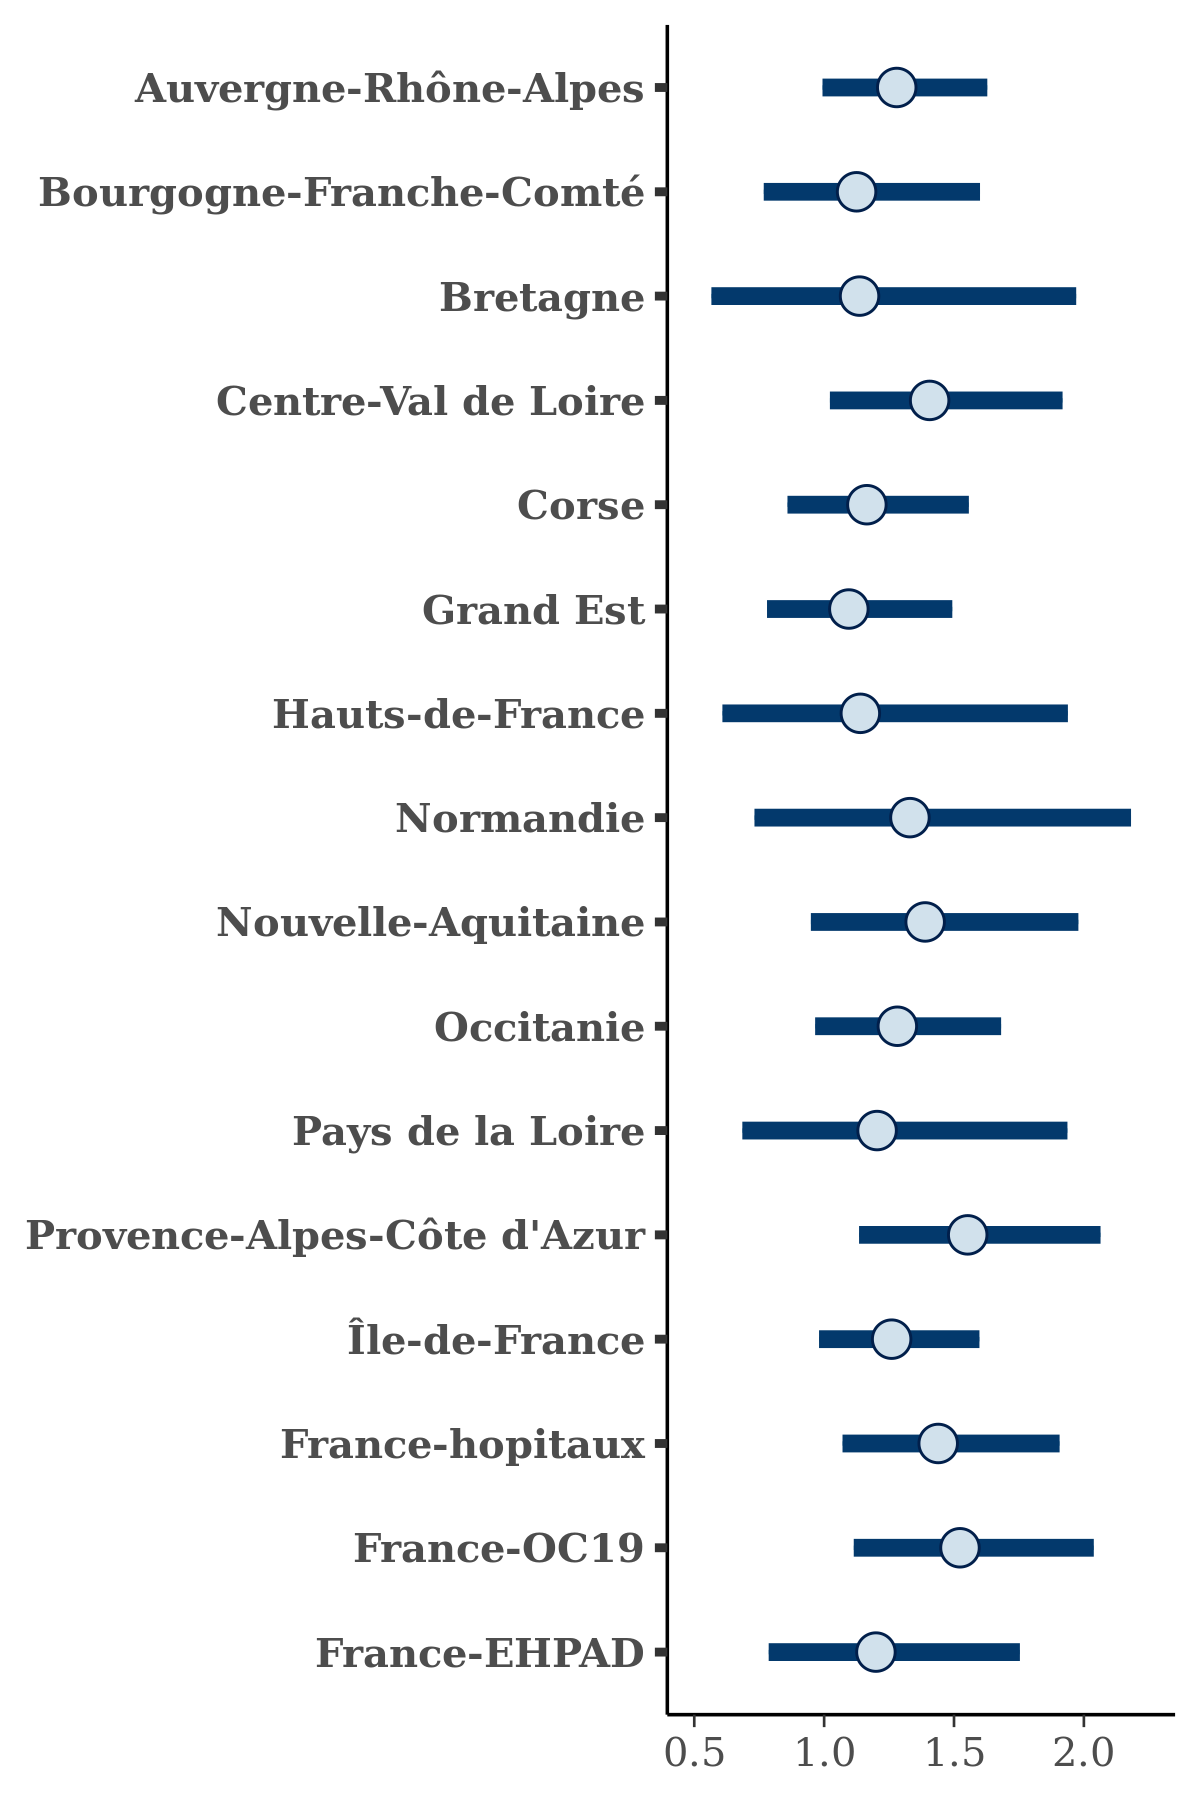 Auvergne-Rhône-Alpes
Bourgogne-Franche-Comté
Bretagne
Centre-Val de Loire
Corse
Grand Est
Hauts-de-France
Normandie
Nouvelle-Aquitaine
Occitanie
Pays de la Loire
Provence-Alpes-Côte d'Azur
Île-de-France
France-hopitaux
France-OC19
France-EHPAD
0.5 1.0 1.5 2.0